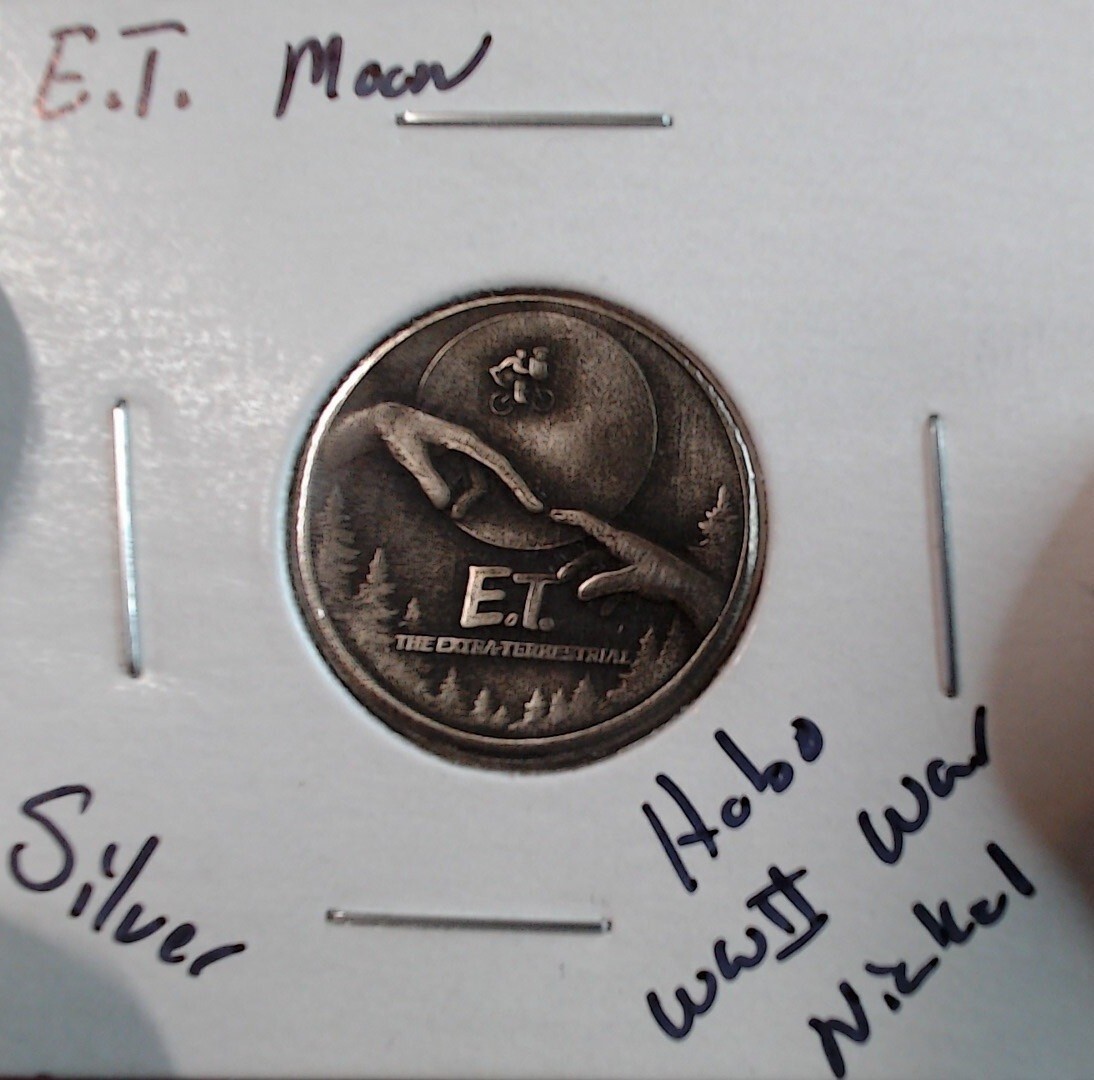 E.T. Moon
E.T.
THE EXTRA-TERRESTRIAL
Silver
Hobo
WWII War
Nickel